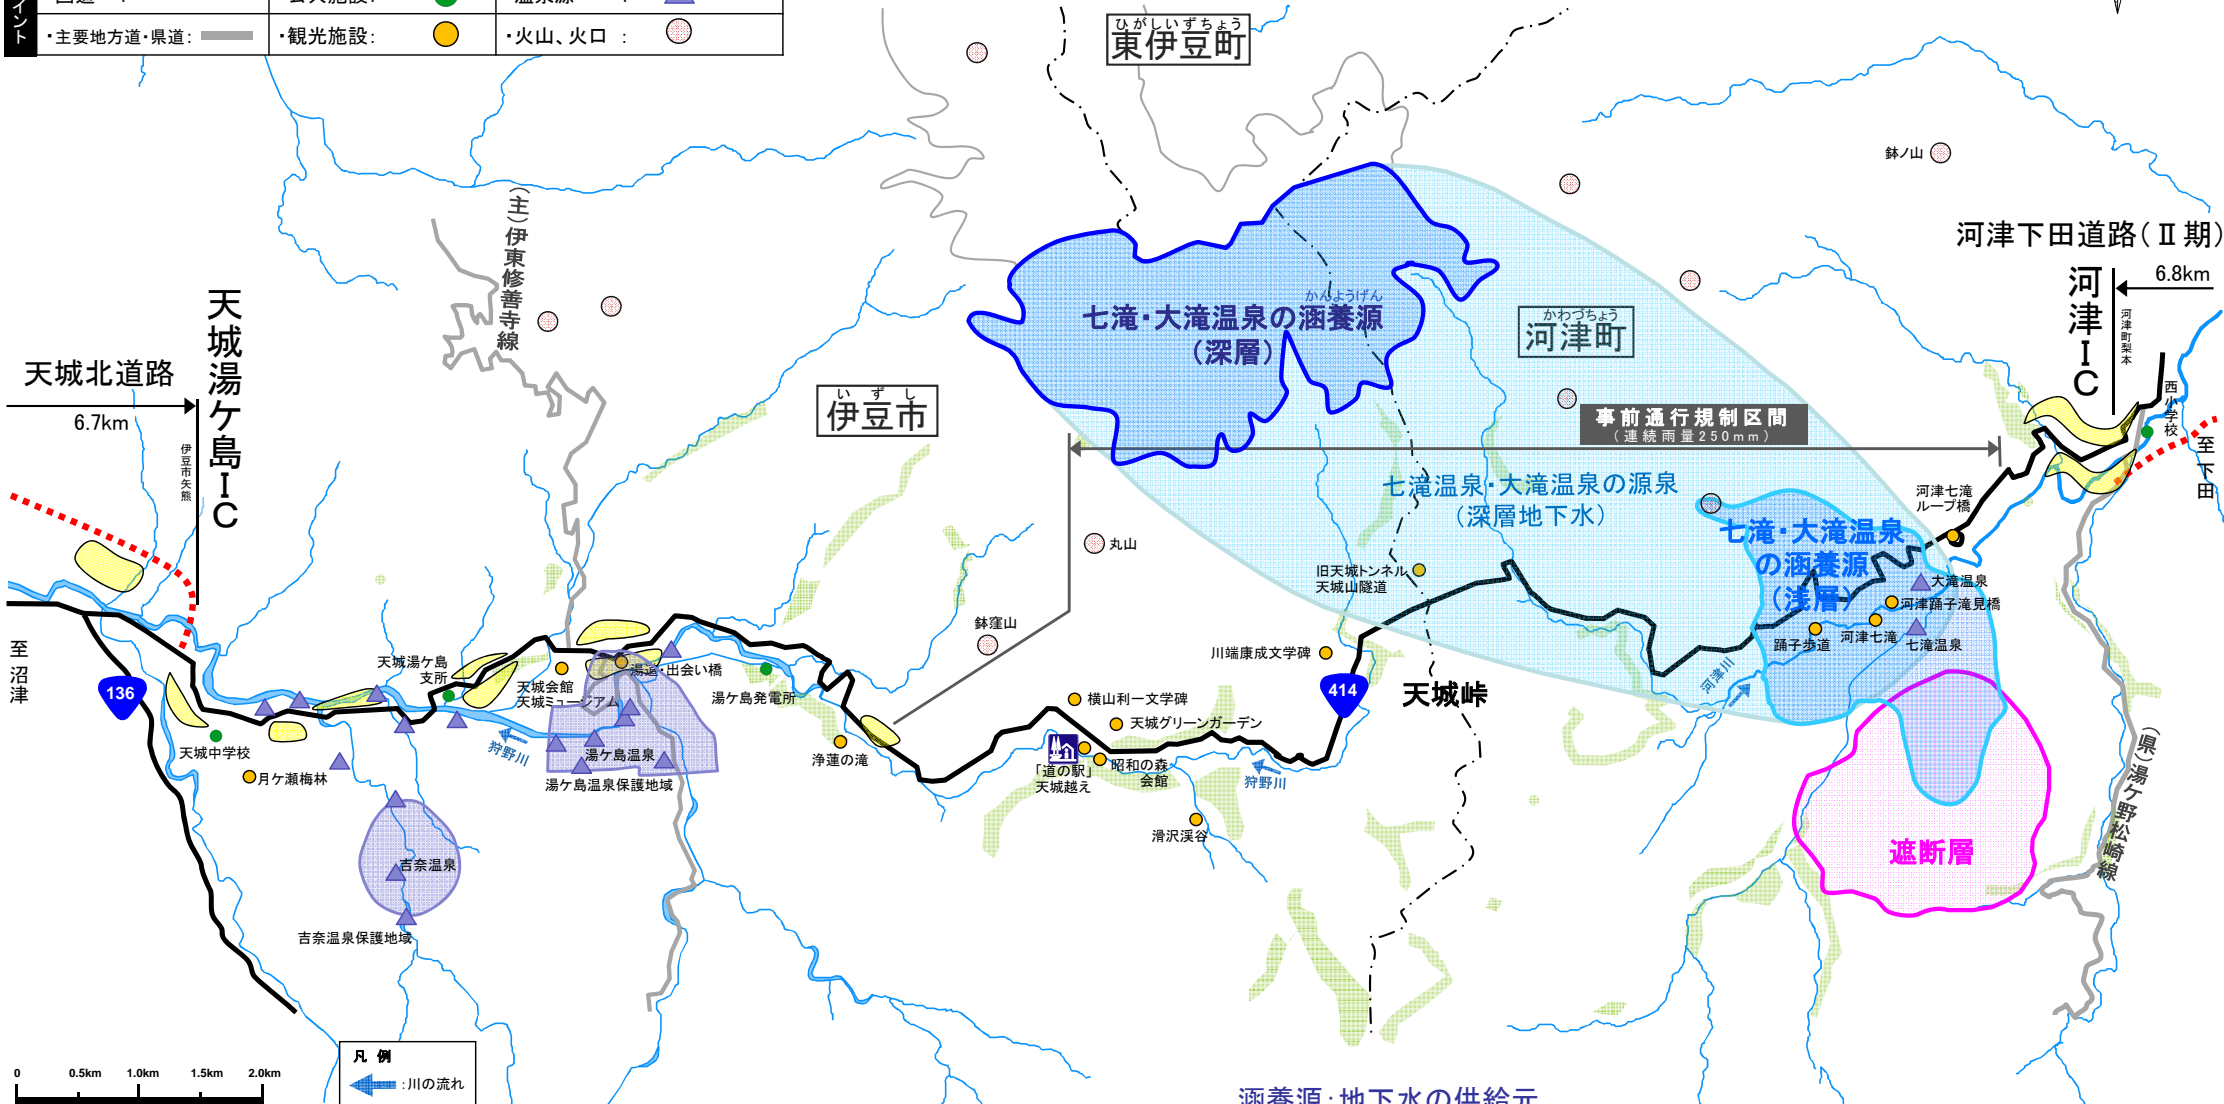 イント
・主要地方道・県道:
・観光施設:
・火山、火口 :
ひがしいずちょう
東伊豆町
鉢ノ山
河津下田道路(Ⅱ期)
6.8km
河津IC
河津町梨本
西小学校
至下田
(主)伊東修善寺線
天城北道路
6.7km
天城湯ケ島IC
伊豆市矢熊
いずし
伊豆市
かんようげん
七滝・大滝温泉の涵養源
(深層)
かわづちょう
河津町
事前通行規制区間
(連続雨量250mm)
七滝温泉・大滝温泉の源泉
(深層地下水)
河津七滝
ループ橋
七滝・大滝温泉
の涵養源
(浅層)
大滝温泉
河津踊子滝見橋
河津七滝
踊子歩道
七滝温泉
河津川
丸山
旧天城トンネル
天城山隧道
鉢窪山
川端康成文学碑
414
天城峠
至沼津
136
天城湯ケ島
支所
天城会館
天城ミュージアム
湯道・出会い橋
湯ケ島発電所
横山利一文学碑
天城グリーンガーデン
「道の駅」
天城越え
昭和の森
会館
狩野川
滑沢渓谷
浄蓮の滝
狩野川
湯ケ島温泉
湯ケ島温泉保護地域
天城中学校
月ケ瀬梅林
吉奈温泉
吉奈温泉保護地域
遮断層
(県)湯ケ野松崎線
0 0.5km 1.0km 1.5km 2.0km
凡 例
:川の流れ
涵養源:地下水の供給元